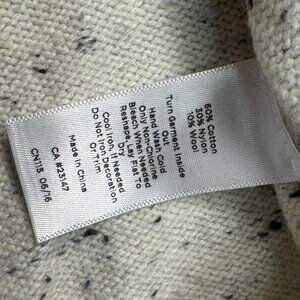 60% Cotton
30% Nylon
10% Wool
Turn Garment Inside
Out
Hand Wash Cold
Only Non-Chlorine
Bleach When Needed
Reshape, Lay Flat To
Dry
Cool Iron, If Needed
Do Not Iron Decoration
Or Trim
Made In China
CA #23147
CN115 06/16